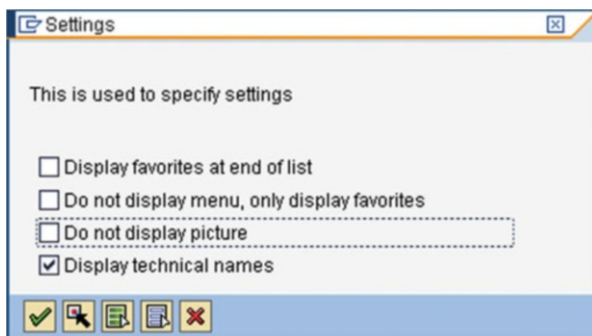 Settings
This is used to specify settings
Display favorites at end of list
Do not display menu, only display favorites
Do not display picture
Display technical names